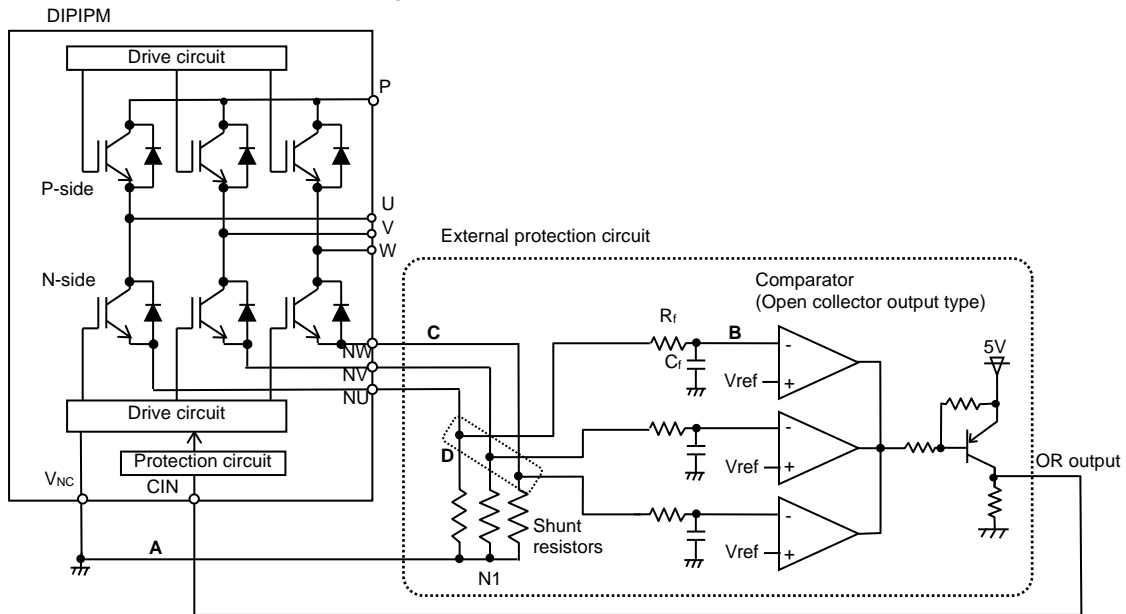 DIPIPM
Drive circuit
P
P-side
U
V
W
External protection circuit
N-side
Comparator
(Open collector output type)
C
Rf
B
5V
Cf
Vref
NW
NV
NU
-
+
Drive circuit
D
-
Vref
+
OR output
Protection circuit
VNC
CIN
Shunt
resistors
-
Vref
+
A
N1